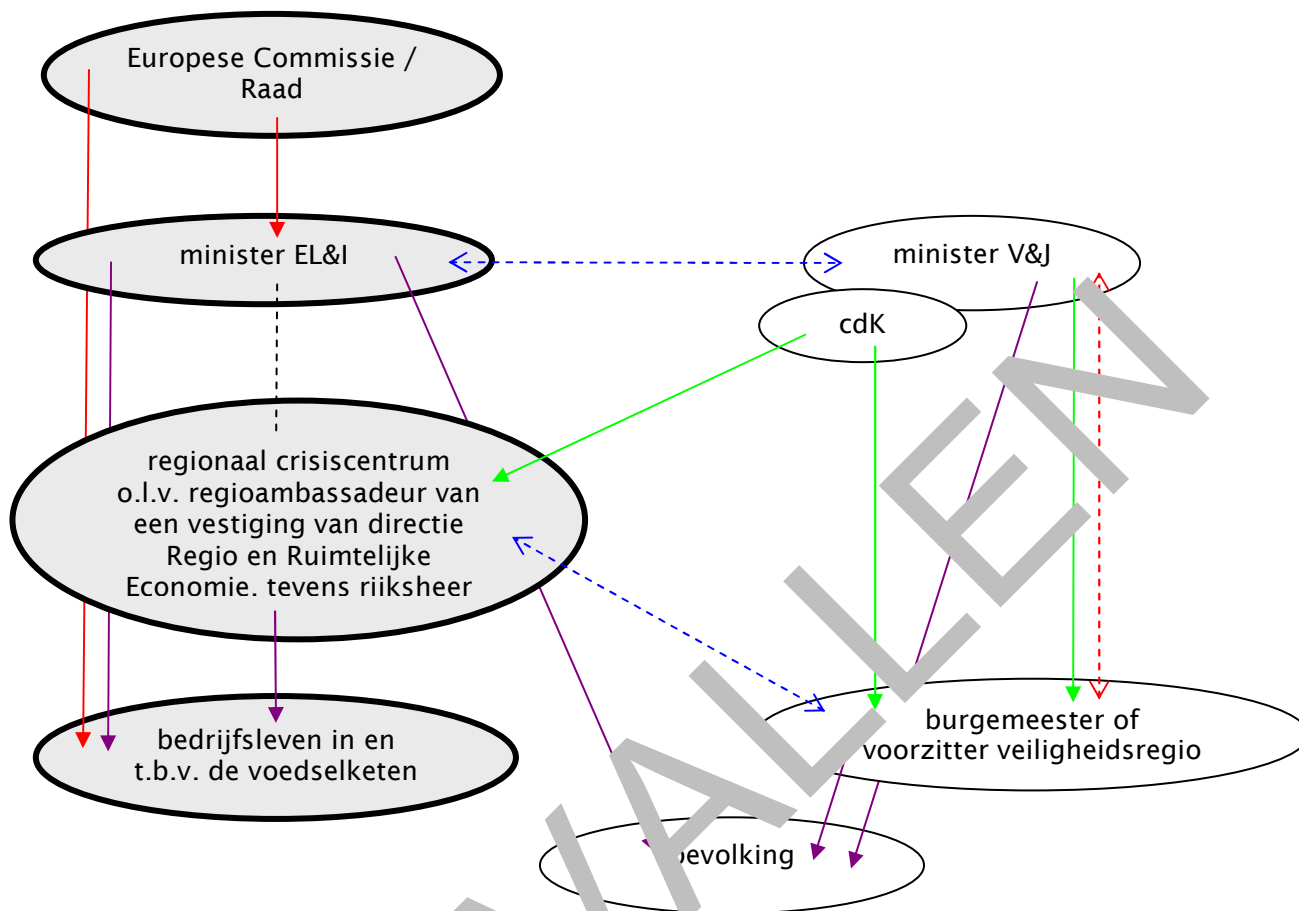 Europese Commissie /
Raad
minister EL&I
minister V&J
cdK
regionaal crisiscentrum
o.l.v. regioambassadeur van
een vestiging van directie
Regio en Ruimtelijke
Economie. tevens riiksheer
bedrijfsleven in en
t.b.v. de voedselketen
burgemeester of
voorzitter veiligheidsregio
bevolking
VALLEN